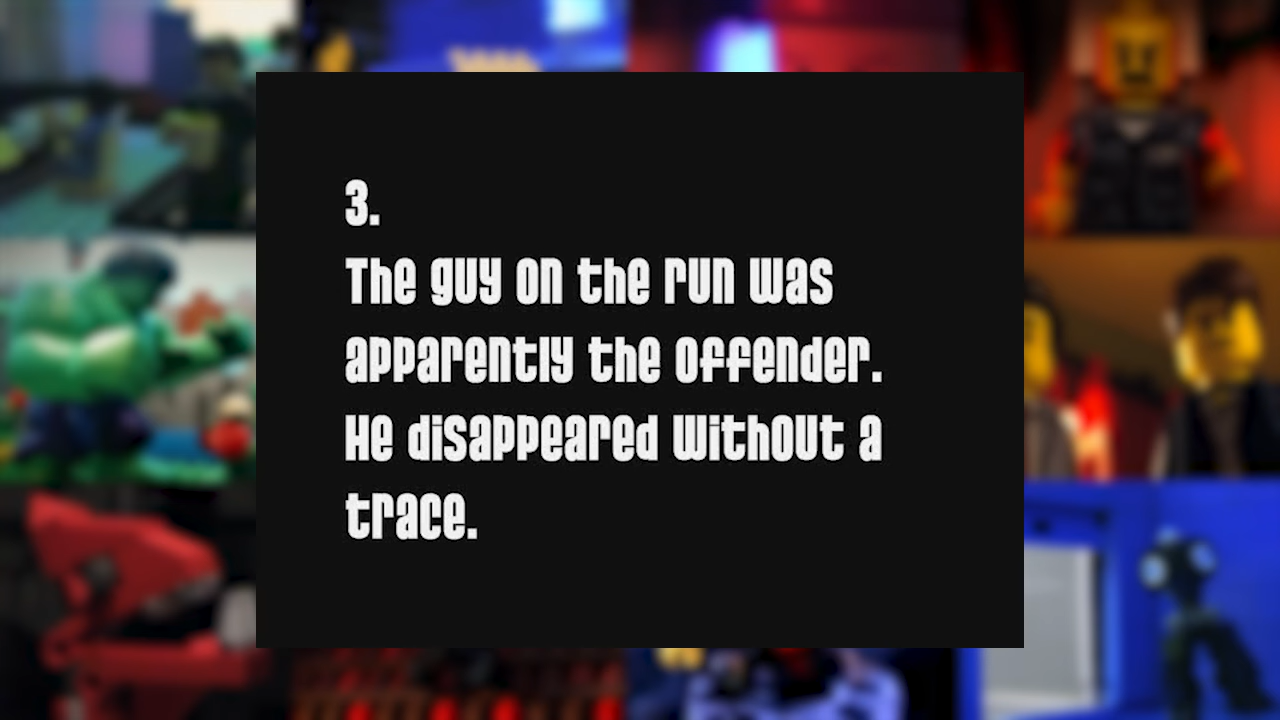 3.
The guy on the run was
apparently the offender.
He disappeared without a
trace.